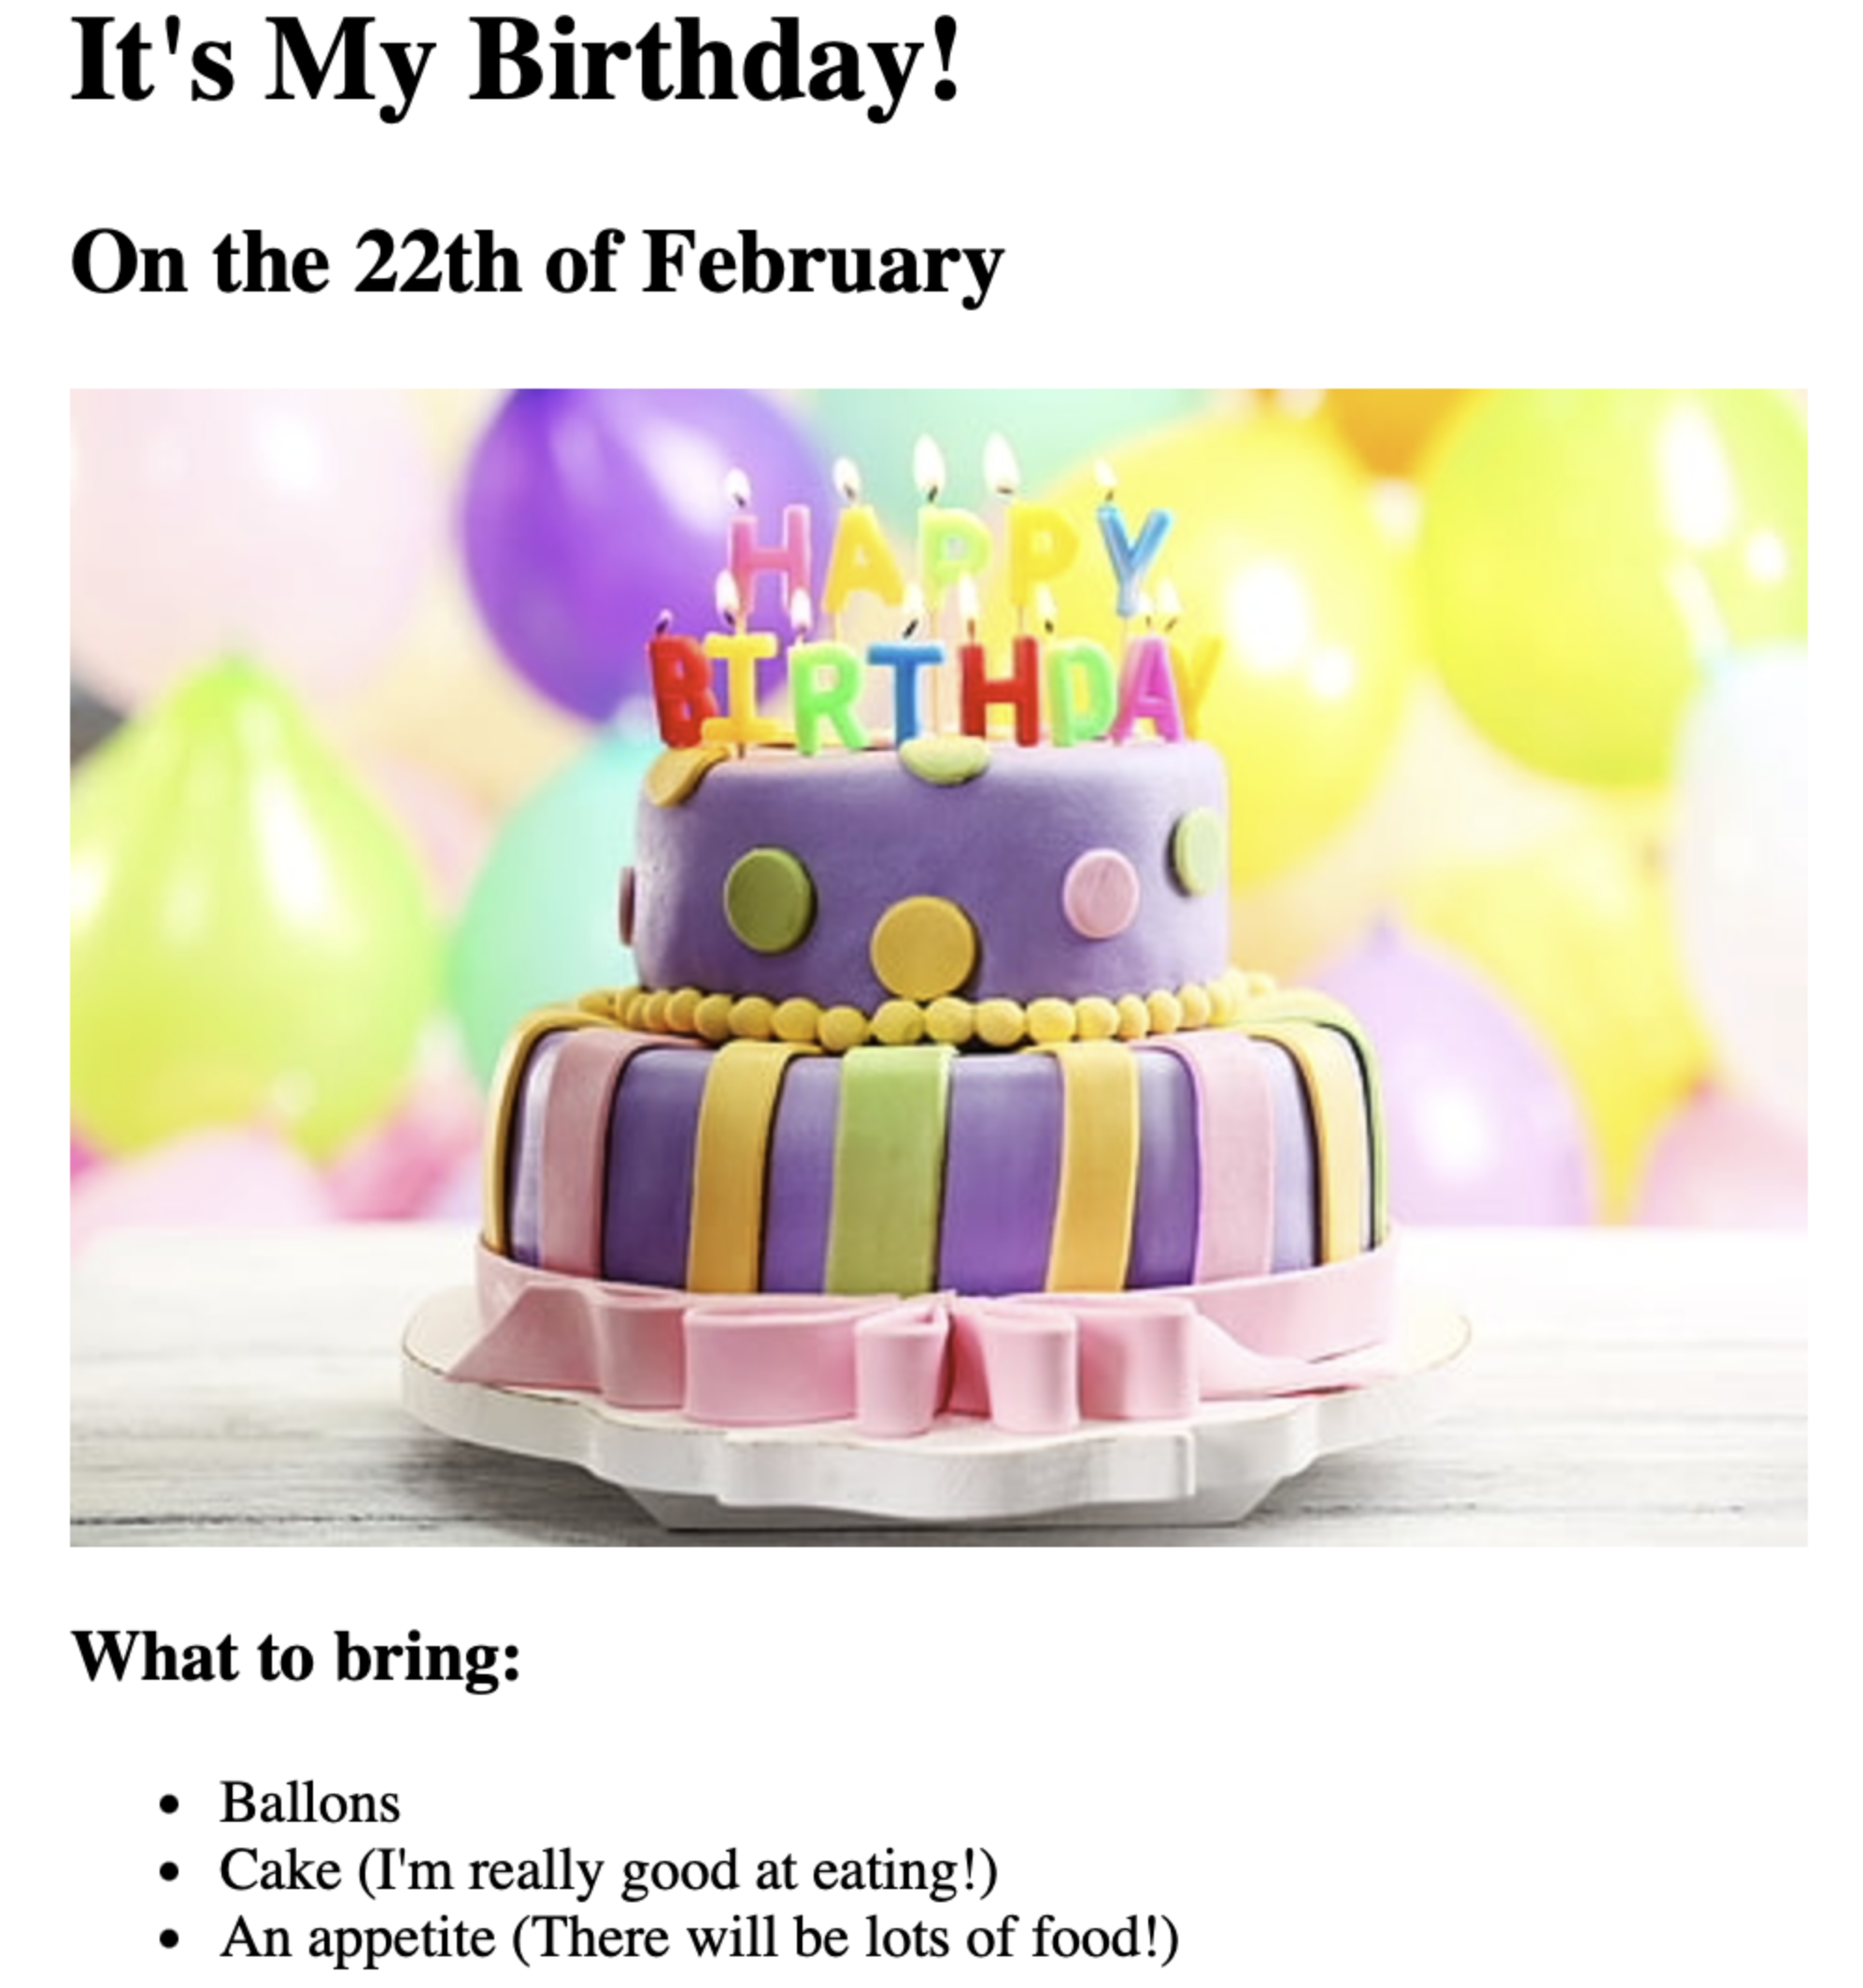 It's My Birthday!
On the 22th of February
HAPPY
BIRTHDAY
What to bring:
Ballons
Cake (I'm really good at eating!)
An appetite (There will be lots of food!)